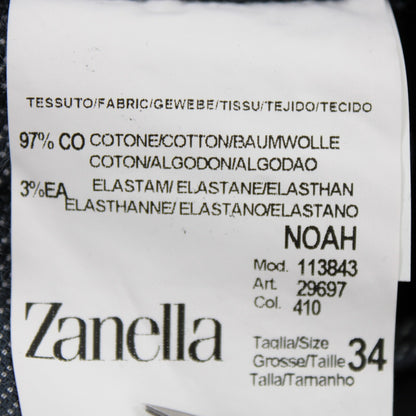 TESSUTO/FABRIC/GEWEBE/TISSU/TEJIDO/TECIDO
97% CO COTONE/COTTON/BAUMWOLLE
COTON/ALGODON/ALGODAO
3%EA ELASTAM/ELASTANE/ELASTHAN
ELASTHANNE/ELASTANO/ELASTANO
NOAH
Mod. 113843
Art. 29697
Col. 410
Zanella
Taglia/Size
Grosse/Taille 34
Talla/Tamanho